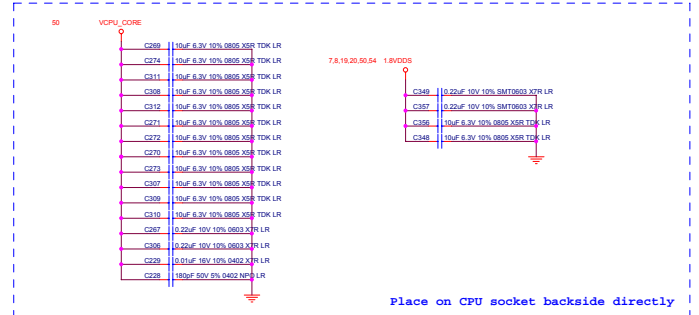 50 VCPU_CORE
C269 10uF 6.3V 10% 0805 X5R TDK LR
C274 10uF 6.3V 10% 0805 X5R TDK LR
C311 10uF 6.3V 10% 0805 X5R TDK LR
C308 10uF 6.3V 10% 0805 X5R TDK LR
C312 10uF 6.3V 10% 0805 X5R TDK LR
C271 10uF 6.3V 10% 0805 X5R TDK LR
C272 10uF 6.3V 10% 0805 X5R TDK LR
C270 10uF 6.3V 10% 0805 X5R TDK LR
C273 10uF 6.3V 10% 0805 X5R TDK LR
C307 10uF 6.3V 10% 0805 X5R TDK LR
C309 10uF 6.3V 10% 0805 X5R TDK LR
C310 10uF 6.3V 10% 0805 X5R TDK LR
C267 0.22uF 10V 10% 0603 X7R LR
C306 0.22uF 10V 10% 0603 X7R LR
C229 0.01uF 16V 10% 0402 X7R LR
C228 180pF 50V 5% 0402 NPO LR
7,8,19,20,50,54 1.8VDDS
C349 0.22uF 10V 10% SMT0603 X7R LR
C357 0.22uF 10V 10% SMT0603 X7R LR
C356 10uF 6.3V 10% 0805 X5R TDK LR
C348 10uF 6.3V 10% 0805 X5R TDK LR
Place on CPU socket backside directly